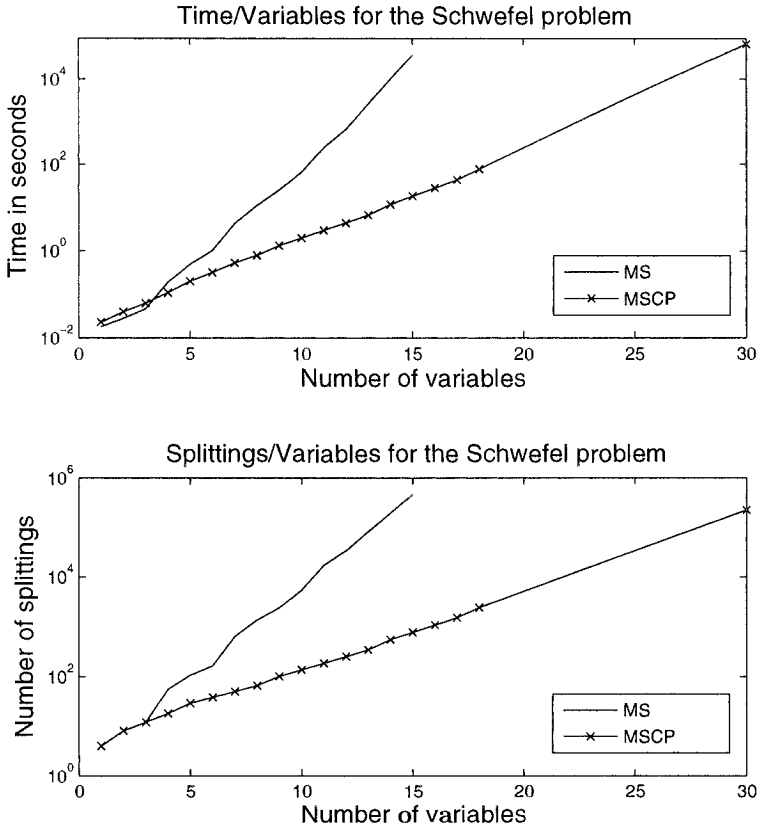 Time/Variables for the Schwefel problem
Time in seconds
10^4
10^2
10^0
10^-2
MS
MSCP
0 5 10 15 20 25 30
Number of variables
Splittings/Variables for the Schwefel problem
Number of splittings
10^6
10^4
10^2
10^0
MS
MSCP
0 5 10 15 20 25 30
Number of variables